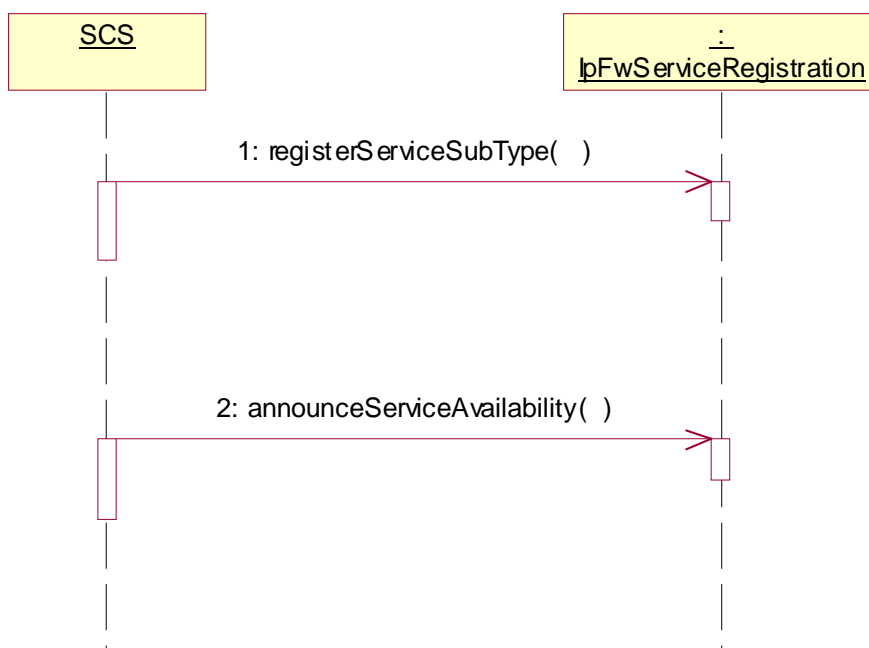 SCS
:
IpFwServiceRegistration
1: registerServiceSubType( )
2: announceServiceAvailability( )